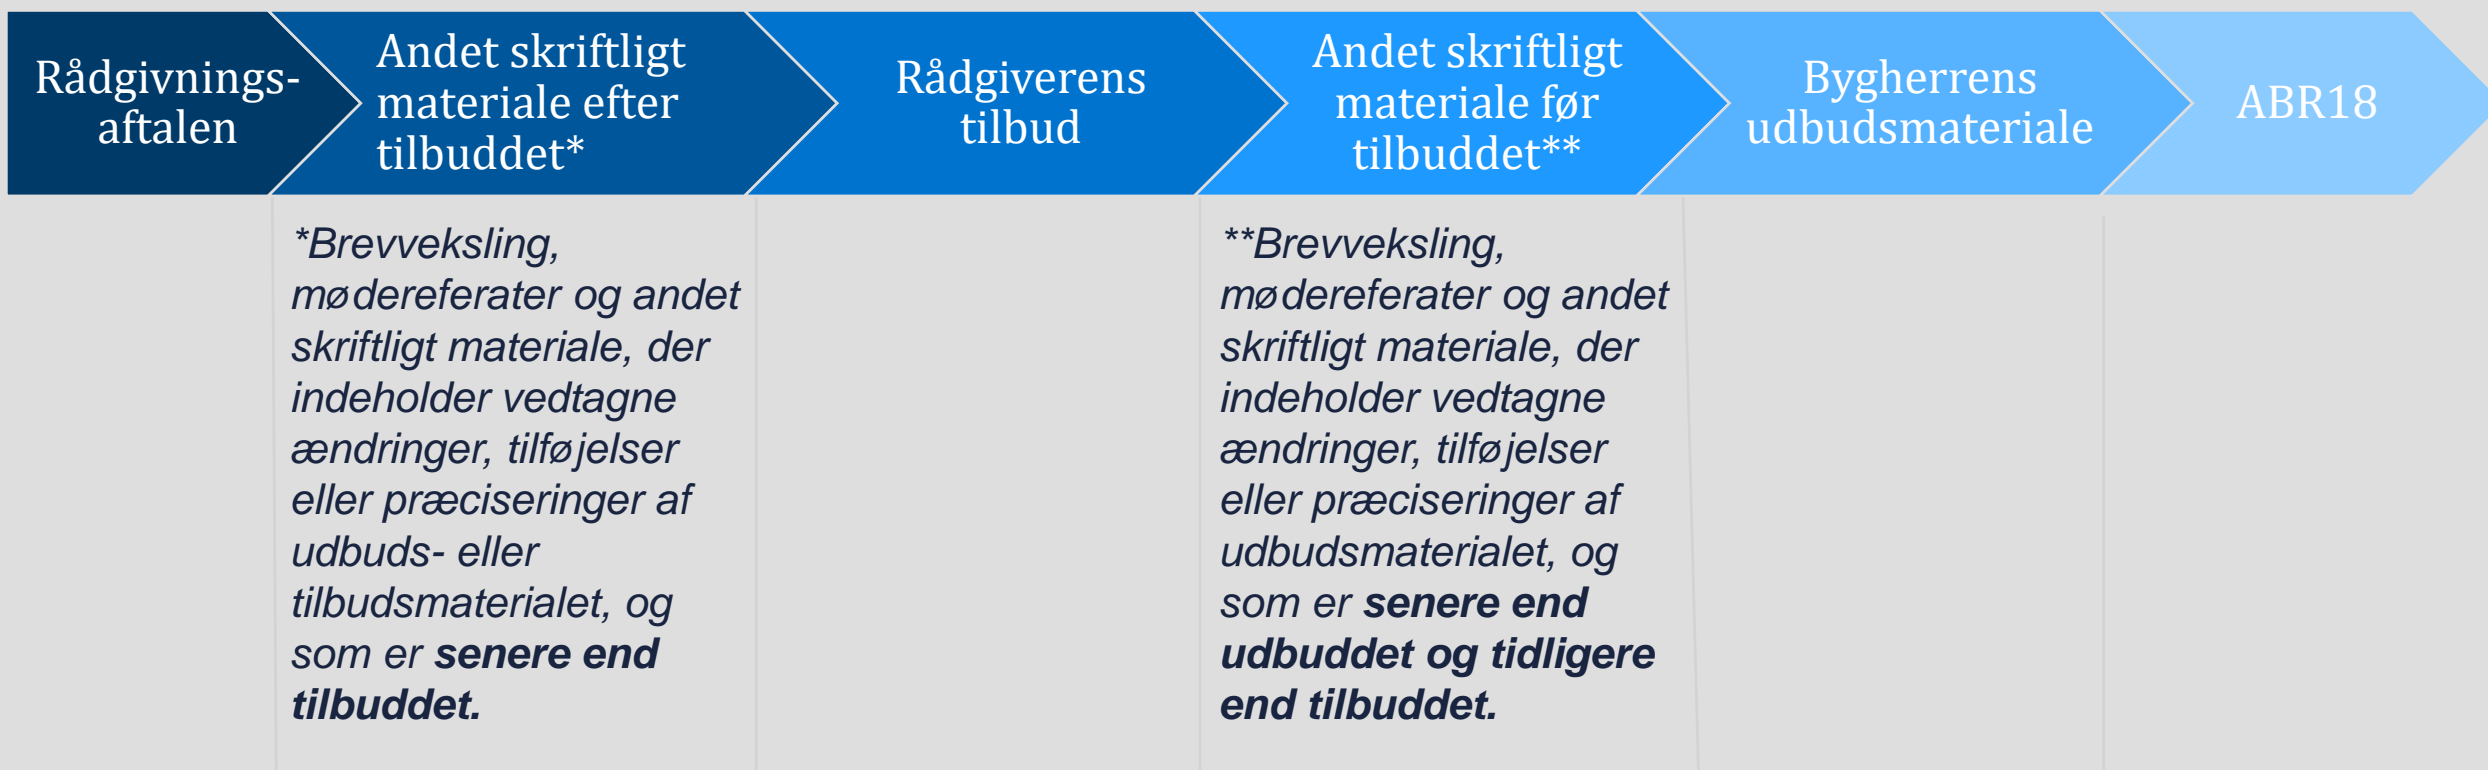 Rådgivnings-
aftalen
Andet skriftligt
materiale efter
tilbuddet*
Rådgiverens
tilbud
Andet skriftligt
materiale før
tilbuddet**
Bygherrens
udbudsmateriale
ABR18
*Brevveksling,
mødereferater og andet
skriftligt materiale, der
indeholder vedtagne
ændringer, tilføjelser
eller præciseringer af
udbuds- eller
tilbudsmaterialet, og
som er senere end
tilbuddet.
**Brevveksling,
mødereferater og andet
skriftligt materiale, der
indeholder vedtagne
ændringer, tilføjelser
eller præciseringer af
udbudsmaterialet, og
som er senere end
udbuddet og tidligere
end tilbuddet.